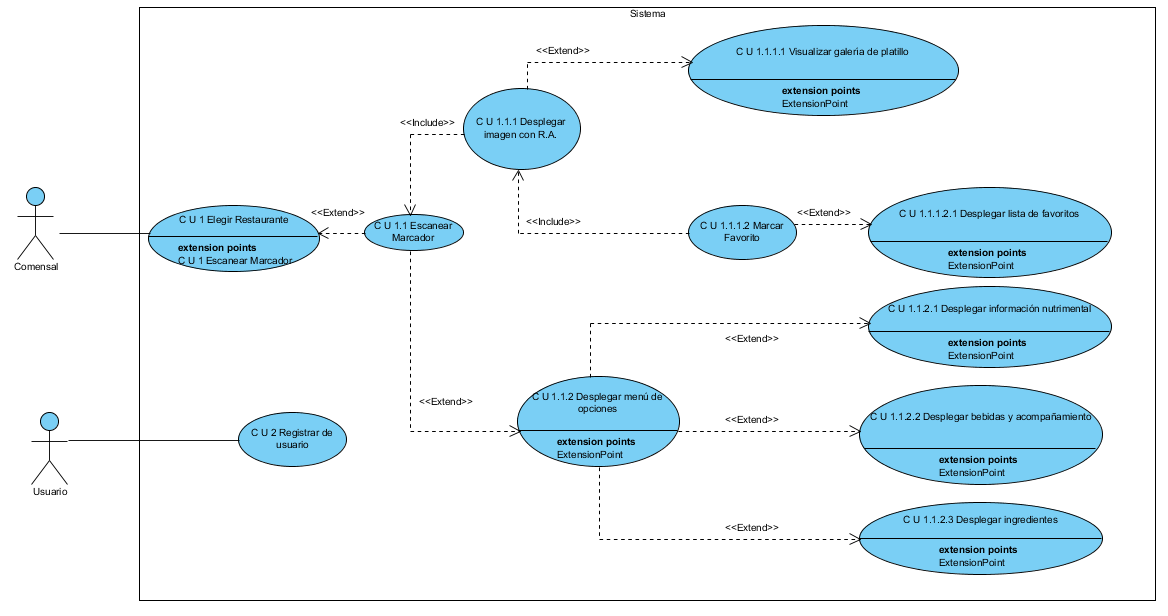 Sistema
<<Extend>>
C U 1.1.1.1 Visualizar galería de platillo
extension points
ExtensionPoint
<<Include>>
C U 1.1.1 Desplegar
imagen con R.A.
C U 1 Elegir Restaurante
extension points
C U 1 Escanear Marcador
<<Extend>>
C U 1.1 Escanear
Marcador
<<Include>>
C U 1.1.1.2 Marcar
Favorito
<<Extend>>
C U 1.1.1.2.1 Desplegar lista de favoritos
extension points
ExtensionPoint
Comensal
C U 1.1.2.1 Desplegar información nutrimental
extension points
ExtensionPoint
<<Extend>>
<<Extend>>
C U 1.1.2 Desplegar menú de
opciones
extension points
ExtensionPoint
<<Extend>>
C U 1.1.2.2 Desplegar bebidas y acompañamiento
extension points
ExtensionPoint
C U 2 Registrar de
usuario
Usuario
<<Extend>>
C U 1.1.2.3 Desplegar ingredientes
extension points
ExtensionPoint